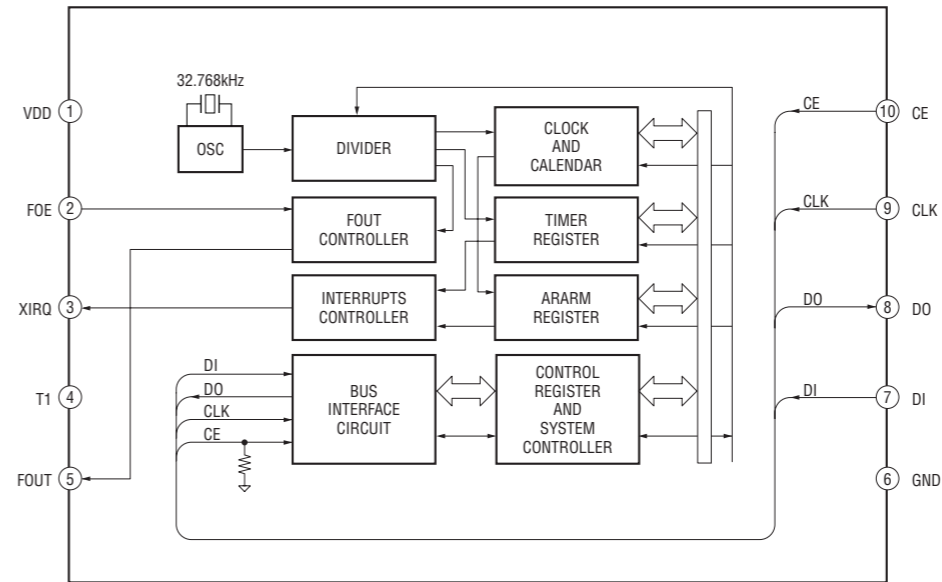 32.768kHz
OSC
DIVIDER
CLOCK
AND
CALENDAR
FOUT
CONTROLLER
TIMER
REGISTER
INTERRUPTS
CONTROLLER
ARARM
REGISTER
BUS
INTERFACE
CIRCUIT
CONTROL
REGISTER
AND
SYSTEM
CONTROLLER
DI
DO
CLK
CE
VDD 1
FOE 2
XIRQ 3
T1 4
FOUT 5
CE 10 CE
CLK 9 CLK
DO 8 DO
DI 7 DI
6 GND